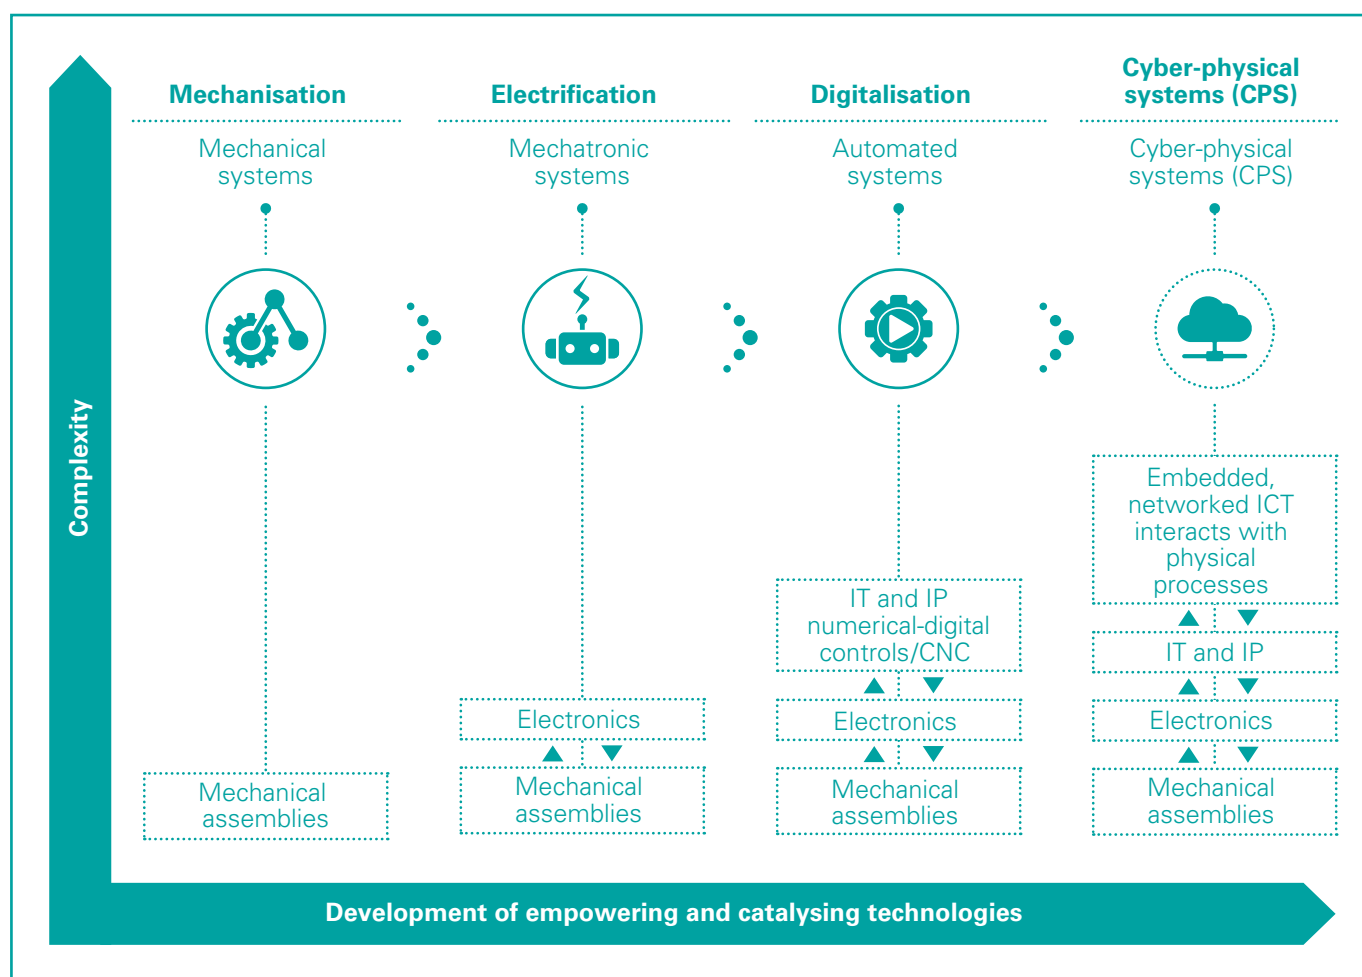 Mechanisation
Mechanical
systems
Mechanical
assemblies
Electrification
Mechatronic
systems
Electronics
Mechanical
assemblies
Digitalisation
Automated
systems
IT and IP
numerical-digital
controls/CNC
Electronics
Mechanical
assemblies
Cyber-physical
systems (CPS)
Cyber-physical
systems (CPS)
Embedded,
networked ICT
interacts with
physical
processes
IT and IP
Electronics
Mechanical
assemblies
Complexity
Development of empowering and catalysing technologies